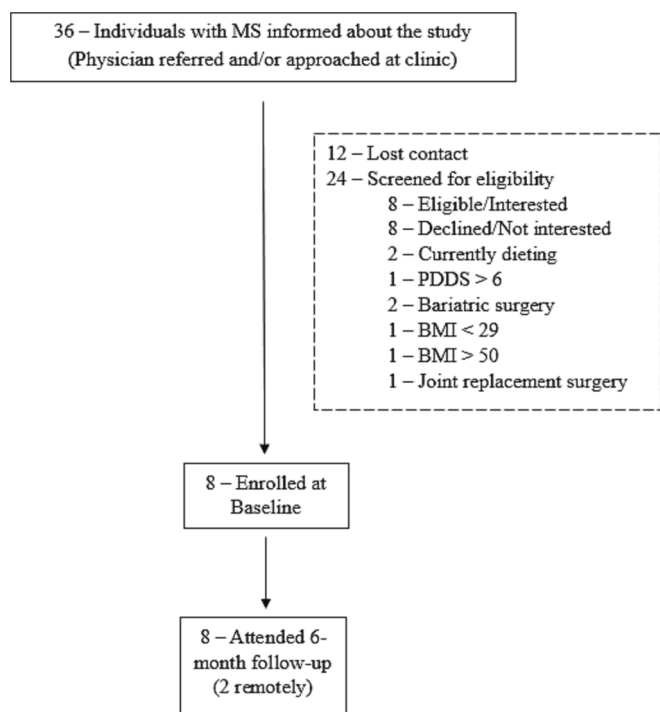 36 – Individuals with MS informed about the study
(Physician referred and/or approached at clinic)
12 – Lost contact
24 – Screened for eligibility
8 – Eligible/Interested
8 – Declined/Not interested
2 – Currently dieting
1 – PDDS > 6
2 – Bariatric surgery
1 – BMI < 29
1 – BMI > 50
1 – Joint replacement surgery
8 – Enrolled at
Baseline
8 – Attended 6-
month follow-up
(2 remotely)